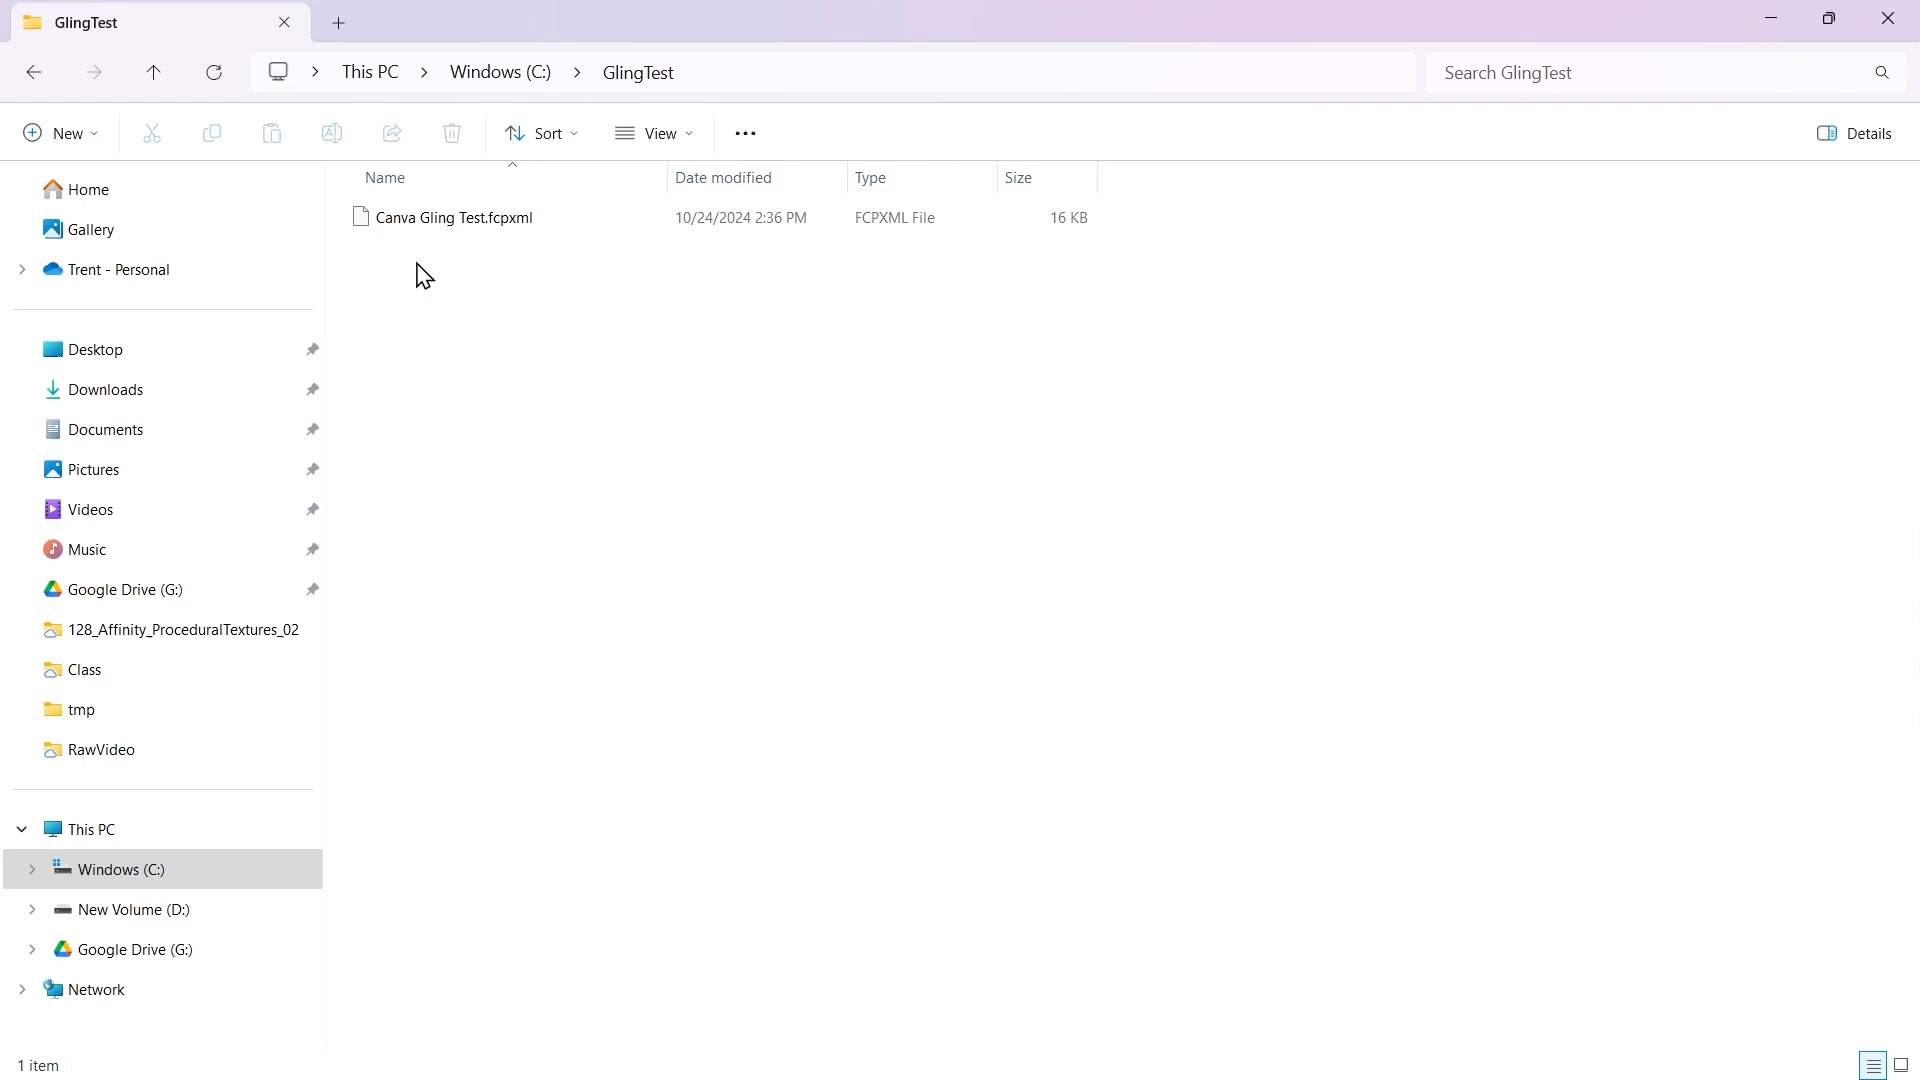 GlingTest
This PC
Windows (C:)
GlingTest
Search GlingTest
New
Sort
View
Details
Name Date modified Type Size
Canva Gling Test.fcpxml 10/24/2024 2:36 PM FCPXML File 16 KB
Home
Gallery
Trent - Personal
Desktop
Downloads
Documents
Pictures
Videos
Music
Google Drive (G:)
128_Affinity_ProceduralTextures_02
Class
tmp
RawVideo
This PC
Windows (C:)
New Volume (D:)
Google Drive (G:)
Network
1 item